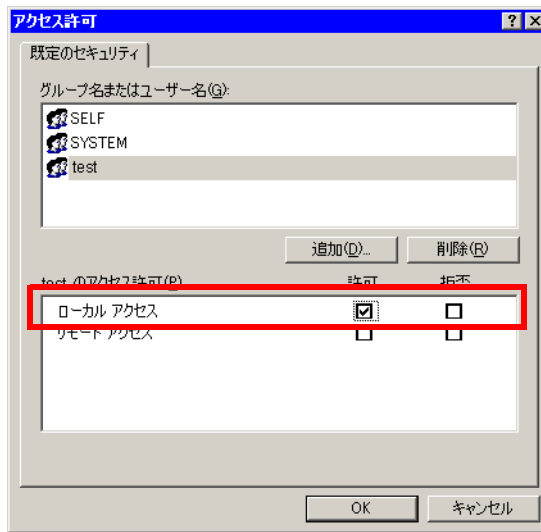 アクセス許可
既定のセキュリティ
グループ名またはユーザー名(G):
SELF
SYSTEM
test
追加(D)... 削除(R)
test のアクセス許可(P) 許可 拒否
ローカル アクセス
リモート アクセス
OK キャンセル